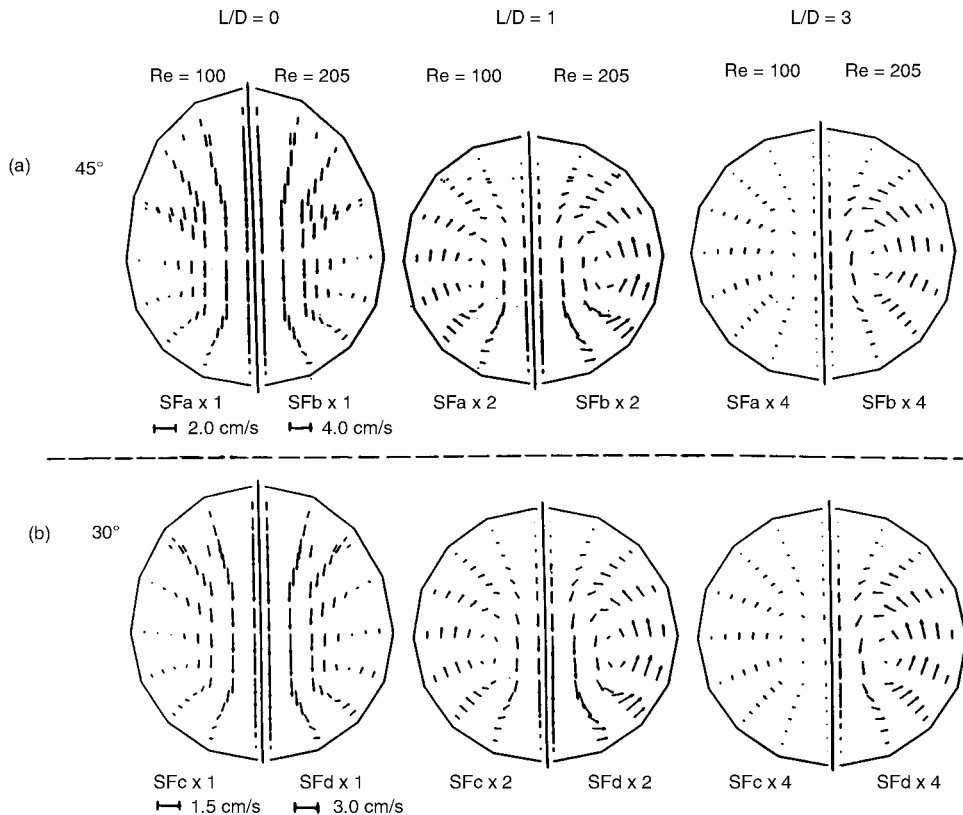 L/D = 0 L/D = 1 L/D = 3
Re = 100 Re = 205 Re = 100 Re = 205 Re = 100 Re = 205
(a) 45°
SFa x 1 SFb x 1 SFa x 2 SFb x 2 SFa x 4 SFb x 4
2.0 cm/s 4.0 cm/s
(b) 30°
SFc x 1 SFd x 1 SFc x 2 SFd x 2 SFc x 4 SFd x 4
1.5 cm/s 3.0 cm/s